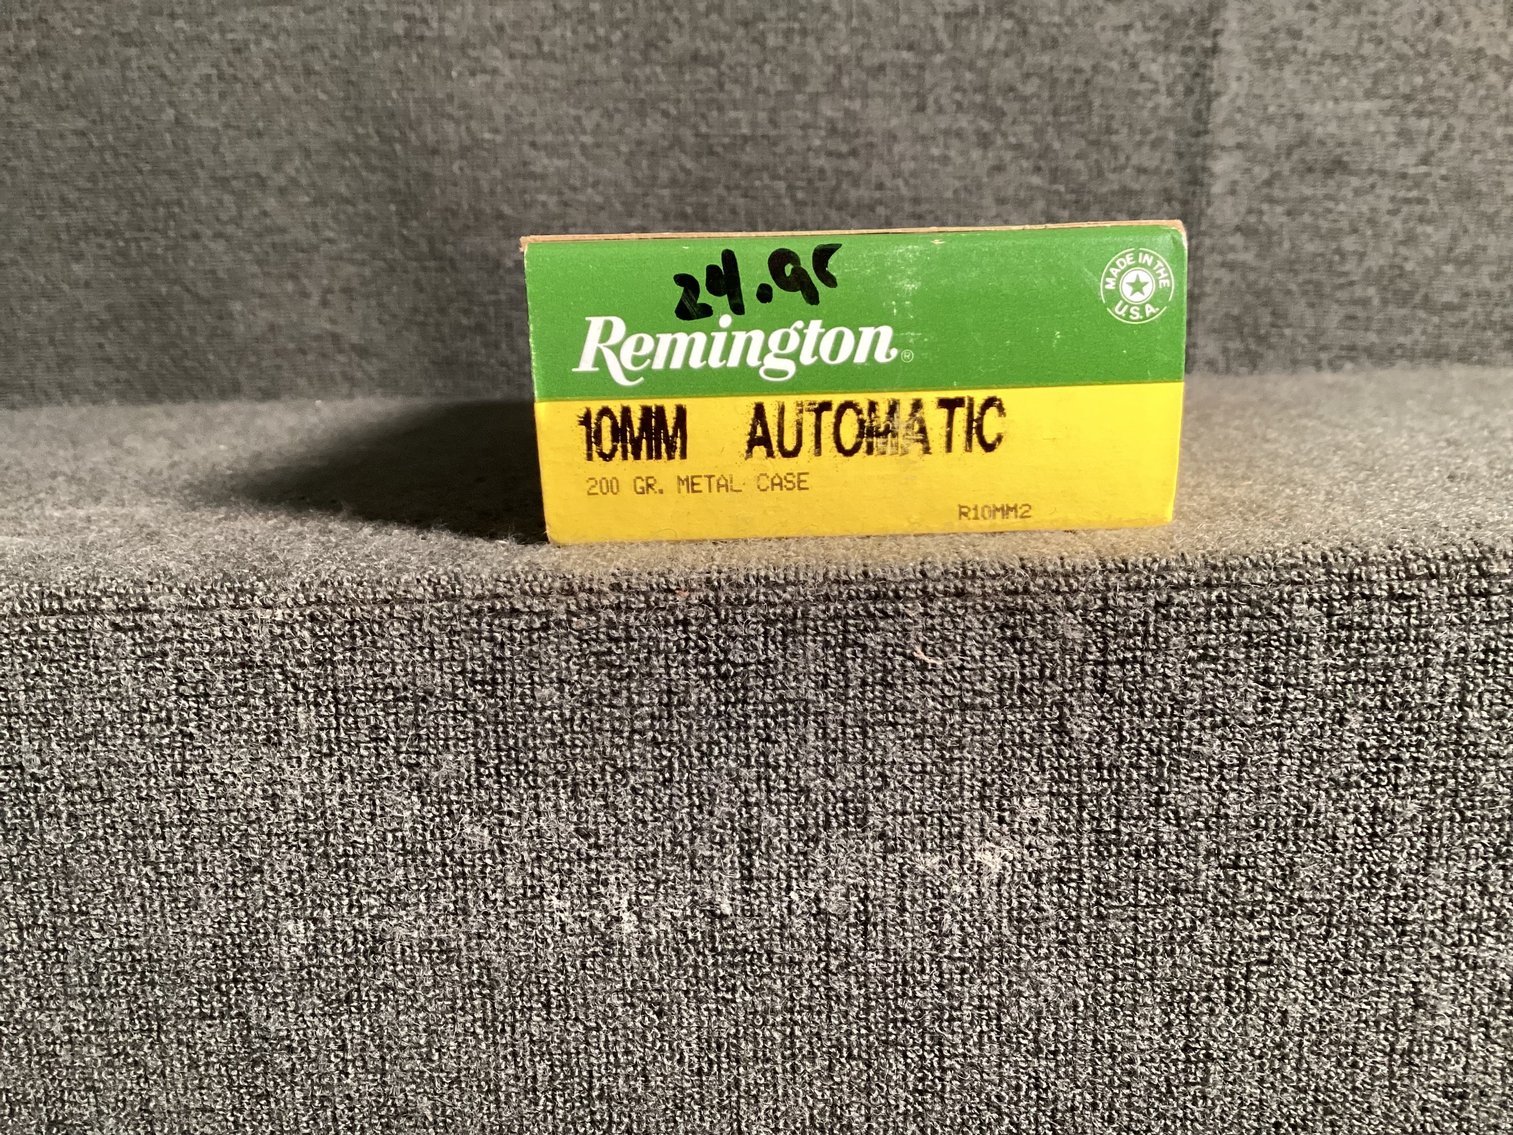 24.95
Remington®
MADE IN THE
U.S.A.
10MM AUTOMATIC
200 GR. METAL CASE
R10MM2